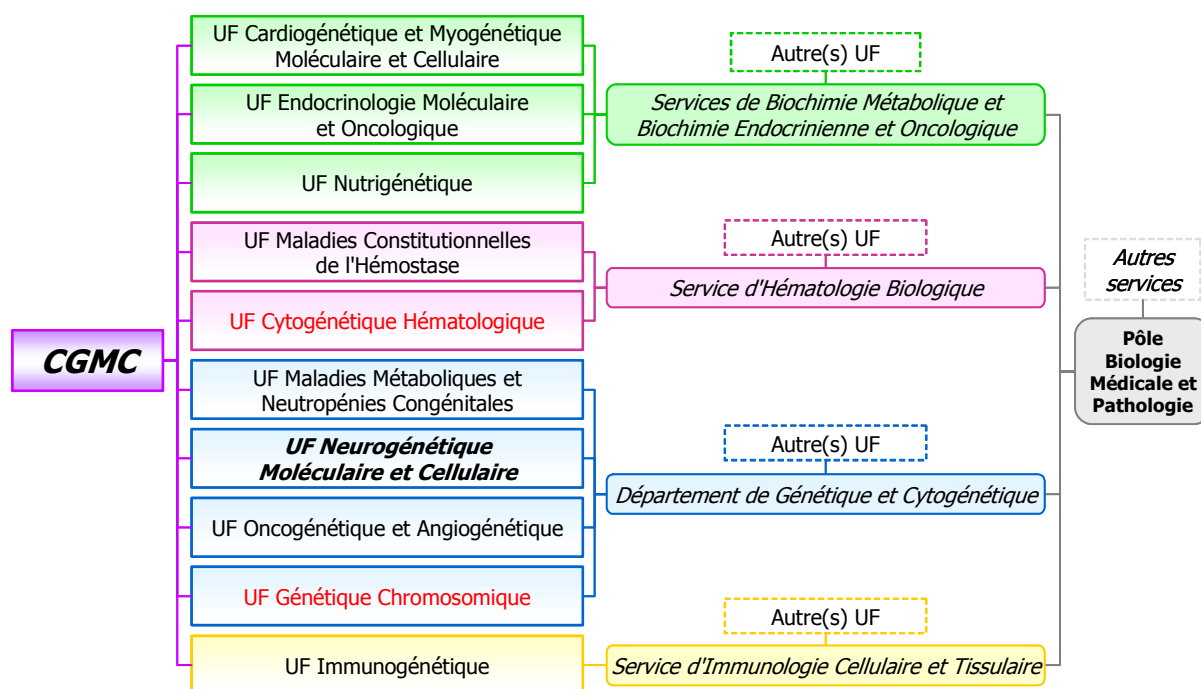 UF Cardiogénétique et Myogénétique
Moléculaire et Cellulaire
UF Endocrinologie Moléculaire
et Oncologique
UF Nutrigénétique
UF Maladies Constitutionnelles
de l'Hémostase
UF Cytogénétique Hématologique
CGMC
UF Maladies Métaboliques et
Neutropénies Congénitales
UF Neurogénétique
Moléculaire et Cellulaire
UF Oncogénétique et Angiogénétique
UF Génétique Chromosomique
UF Immunogénétique
Autre(s) UF
Services de Biochimie Métabolique et
Biochimie Endocrinienne et Oncologique
Autre(s) UF
Service d'Hématologie Biologique
Autre(s) UF
Département de Génétique et Cytogénétique
Autre(s) UF
Service d'Immunologie Cellulaire et Tissulaire
Autres
services
Pôle
Biologie
Médicale et
Pathologie